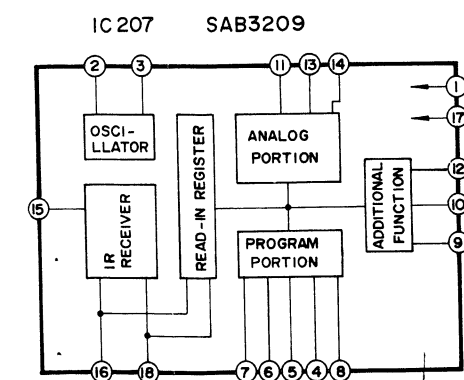 IC 207 SAB3209
2 3 11 13 14
1
17
OSCI-
LLATOR
READ-IN REGISTER
ANALOG
PORTION
12
10
9
ADDITIONAL
FUNCTION
15
IR
RECEIVER
PROGRAM
PORTION
16 18 7 6 5 4 8